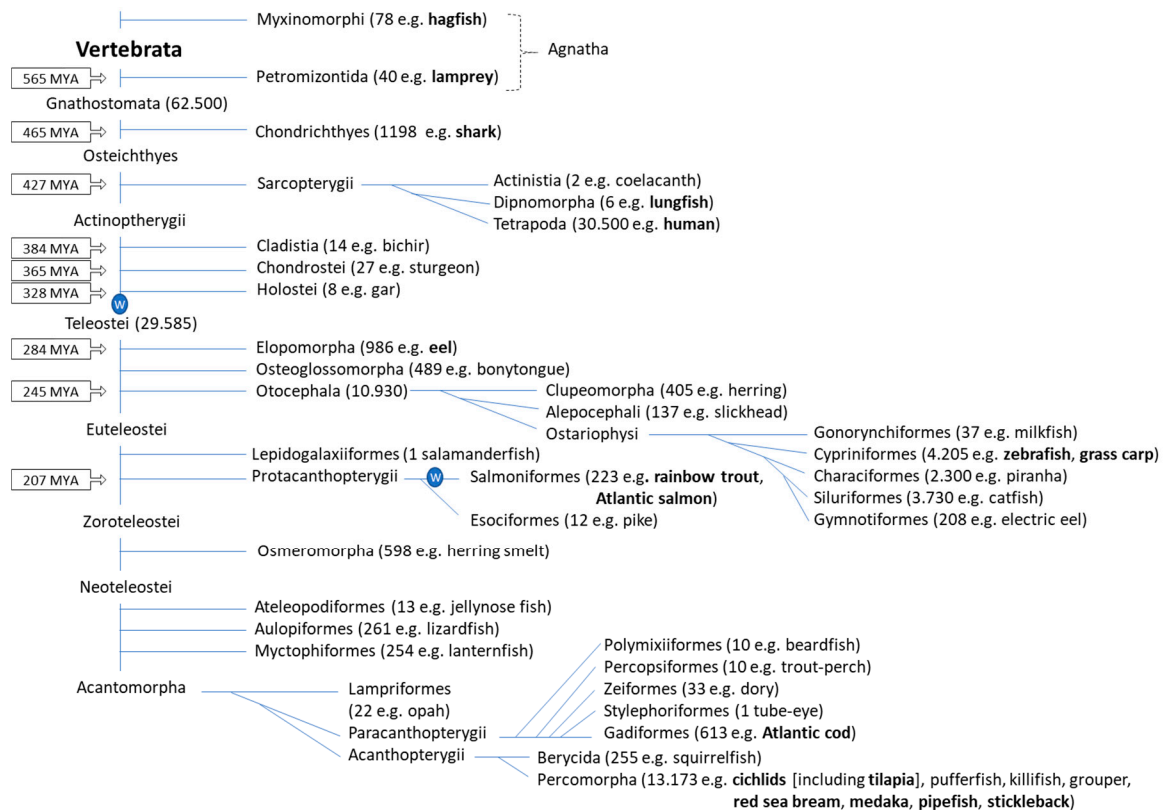 Myxinomorphi (78 e.g. hagfish)
Vertebrata
Agnatha
565 MYA
Petromizontida (40 e.g. lamprey)
Gnathostomata (62.500)
465 MYA
Chondrichthyes (1198 e.g. shark)
Osteichthyes
427 MYA
Sarcopterygii
Actinistia (2 e.g. coelacanth)
Dipnomorpha (6 e.g. lungfish)
Tetrapoda (30.500 e.g. human)
Actinoptherygii
384 MYA
Cladistia (14 e.g. bichir)
365 MYA
Chondrostei (27 e.g. sturgeon)
328 MYA
Holostei (8 e.g. gar)
W
Teleostei (29.585)
284 MYA
Elopomorpha (986 e.g. eel)
Osteoglossomorpha (489 e.g. bonytongue)
245 MYA
Otocephala (10.930)
Clupeomorpha (405 e.g. herring)
Alepocephali (137 e.g. slickhead)
Ostariophysi
Gonorynchiformes (37 e.g. milkfish)
Cypriniformes (4.205 e.g. zebrafish, grass carp)
Characiformes (2.300 e.g. piranha)
Siluriformes (3.730 e.g. catfish)
Gymnotiformes (208 e.g. electric eel)
Euteleostei
Lepidogalaxiiformes (1 salamanderfish)
207 MYA
Protacanthopterygii
W
Salmoniformes (223 e.g. rainbow trout,
Atlantic salmon)
Esociformes (12 e.g. pike)
Zoroteleostei
Osmeromorpha (598 e.g. herring smelt)
Neoteleostei
Ateleopodiformes (13 e.g. jellynose fish)
Aulopiformes (261 e.g. lizardfish)
Myctophiformes (254 e.g. lanternfish)
Acantomorpha
Lampriformes
(22 e.g. opah)
Paracanthopterygii
Polymixiiformes (10 e.g. beardfish)
Percopsiformes (10 e.g. trout-perch)
Zeiformes (33 e.g. dory)
Stylephoriformes (1 tube-eye)
Gadiformes (613 e.g. Atlantic cod)
Acanthopterygii
Berycida (255 e.g. squirrelfish)
Percomorpha (13.173 e.g. cichlids [including tilapia], pufferfish, killifish, grouper,
red sea bream, medaka, pipefish, stickleback)